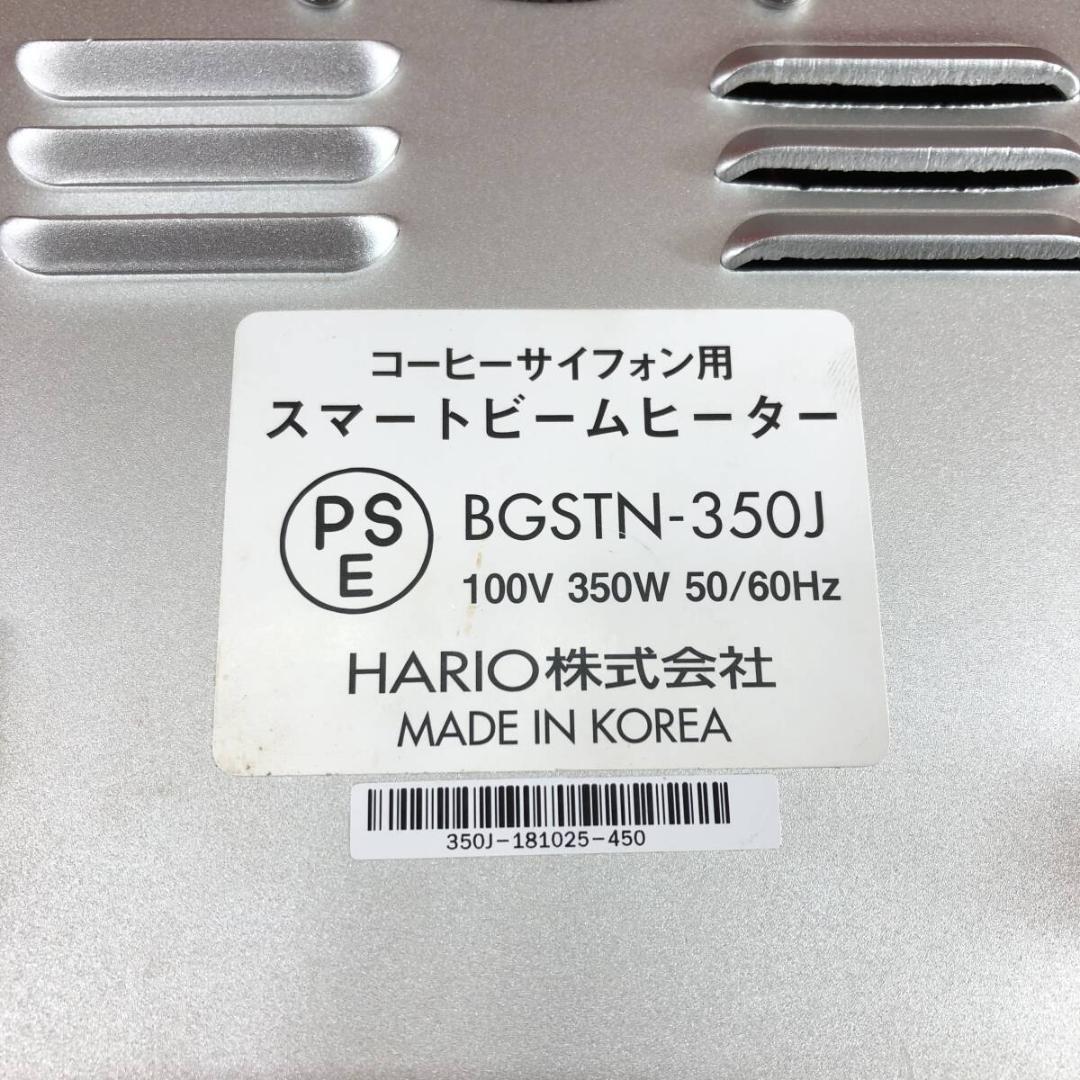 コーヒーサイフォン用
スマートビームヒーター
PS
E
BGSTN-350J
100V 350W 50/60Hz
HARIO株式会社
MADE IN KOREA
350J-181025-450